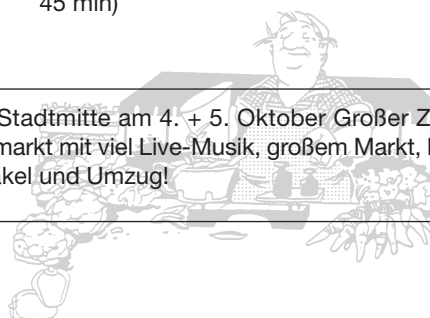 45 min)
Stadtmitte am 4. + 5. Oktober Großer Z
markt mit viel Live-Musik, großem Markt,
akel und Umzug!